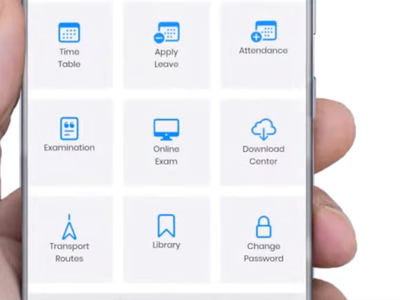 Time
Table
Apply
Leave
Attendance
Examination
Online
Exam
Download
Center
Transport
Routes
Library
Change
Password